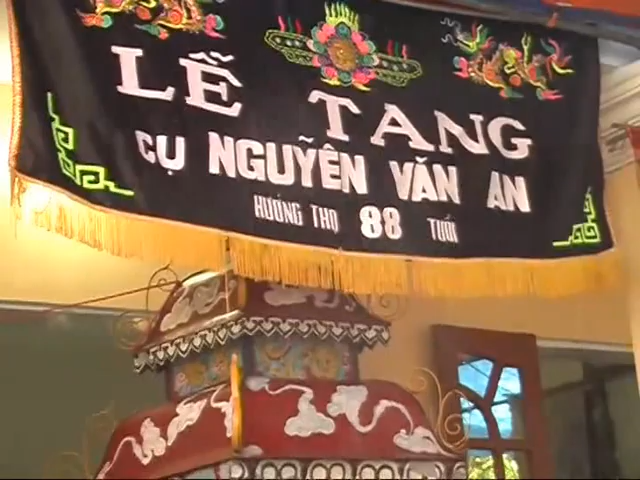 LỄ TANG
CỤ NGUYỄN VĂN AN
HƯỞNG THỌ 88 TUỔI